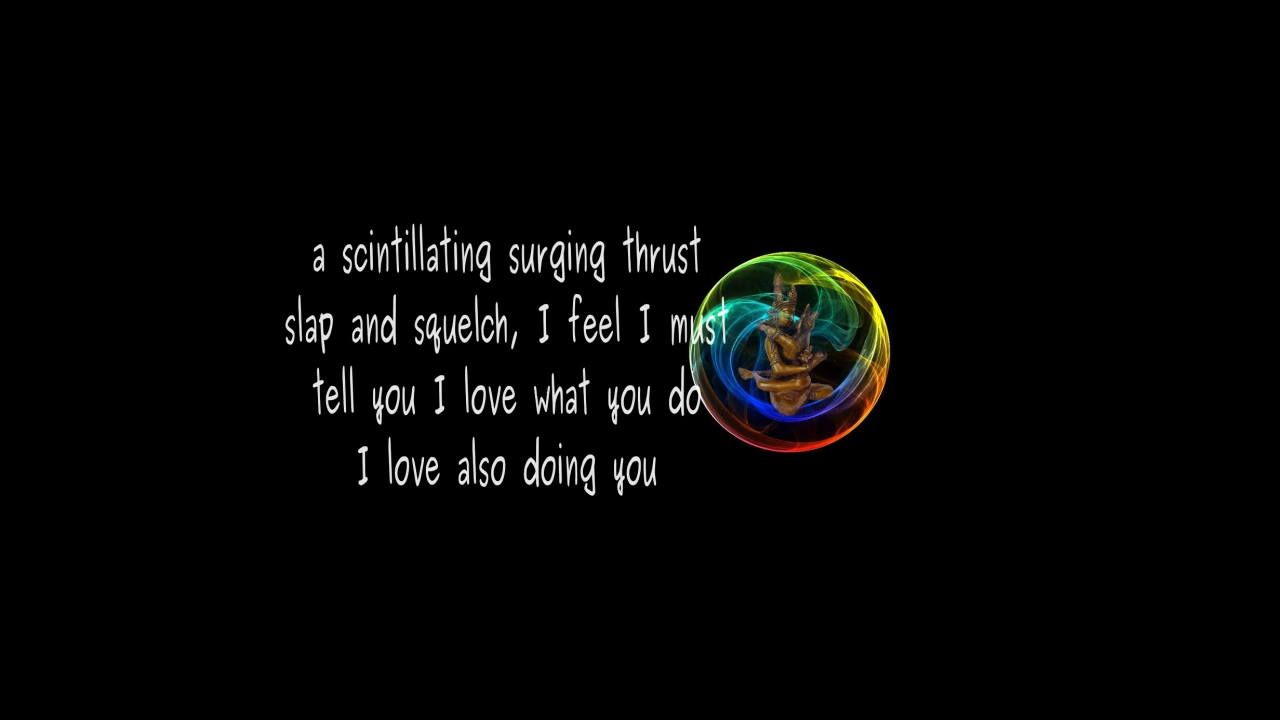 a scintillating surging thrust
slap and squelch, I feel I must
tell you I love what you do
I love also doing you